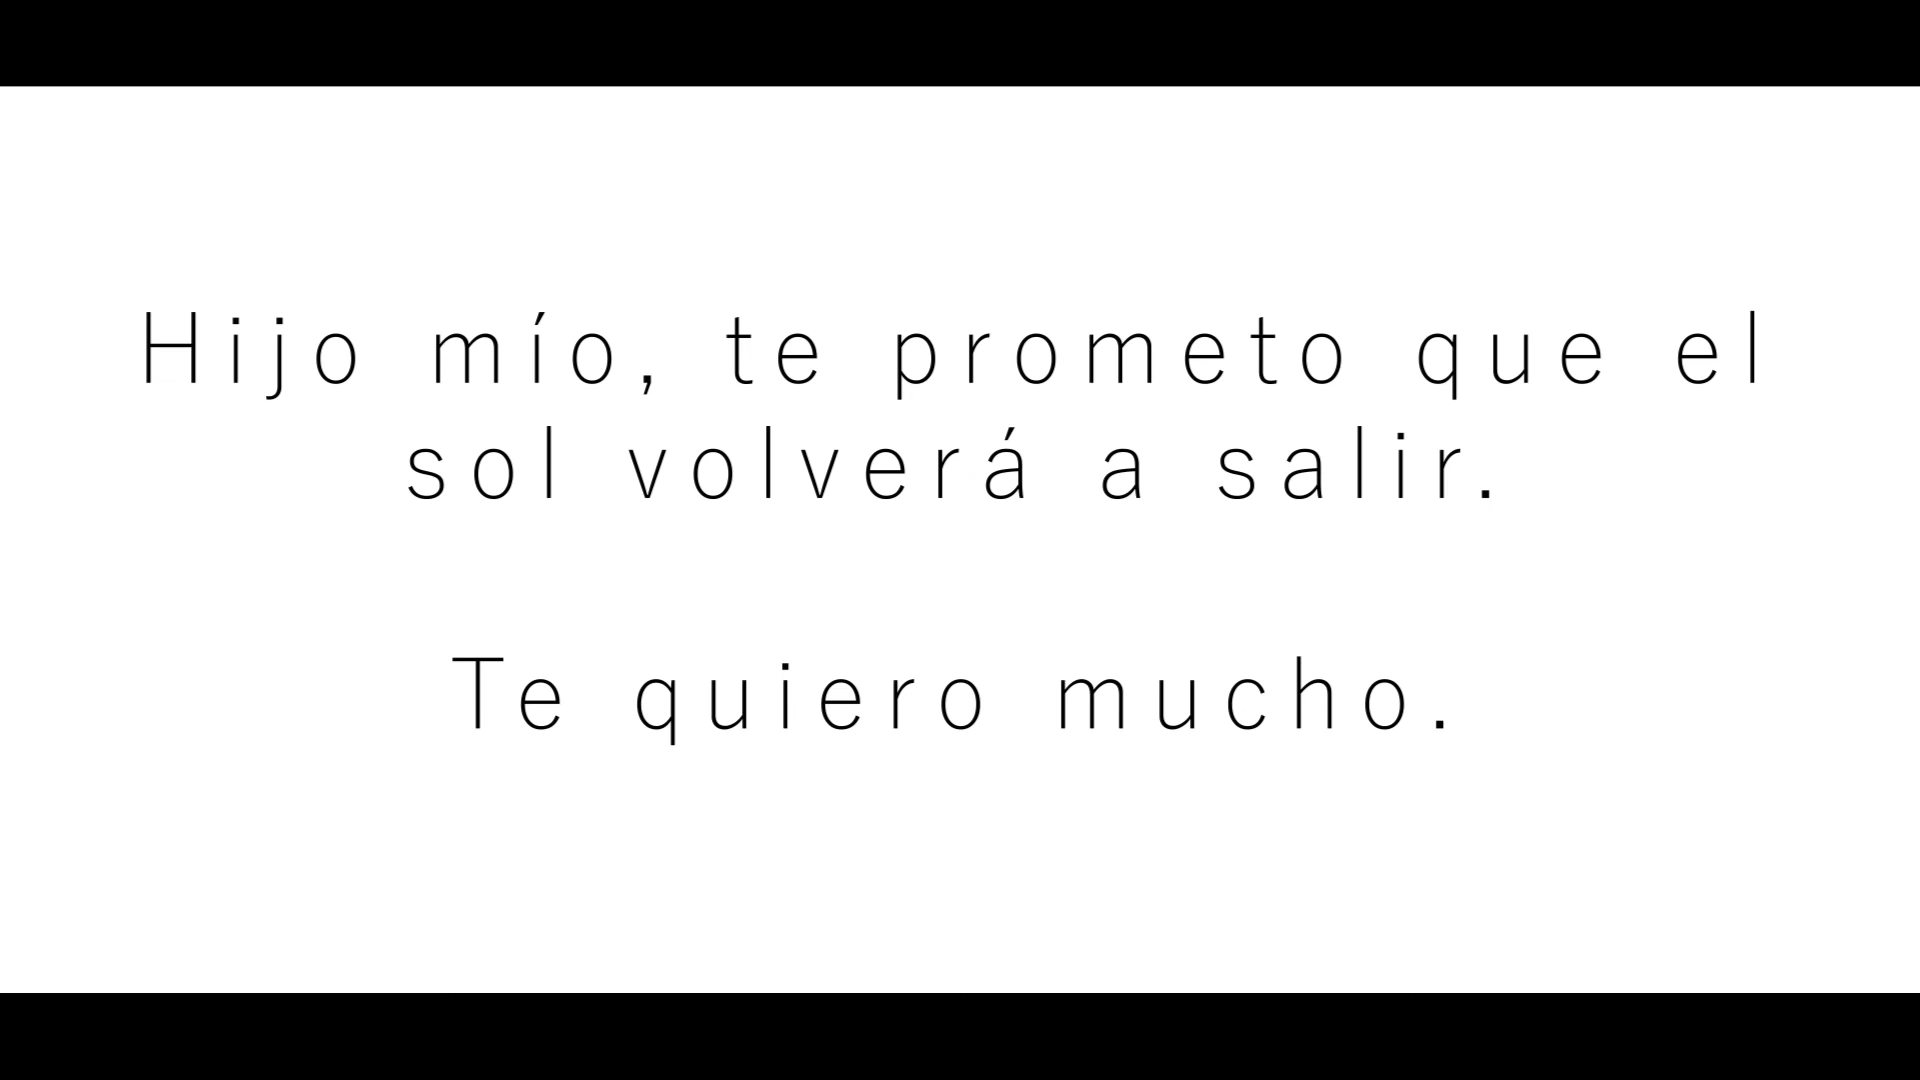 Hijo mío, te prometo que el
sol volverá a salir.
Te quiero mucho.